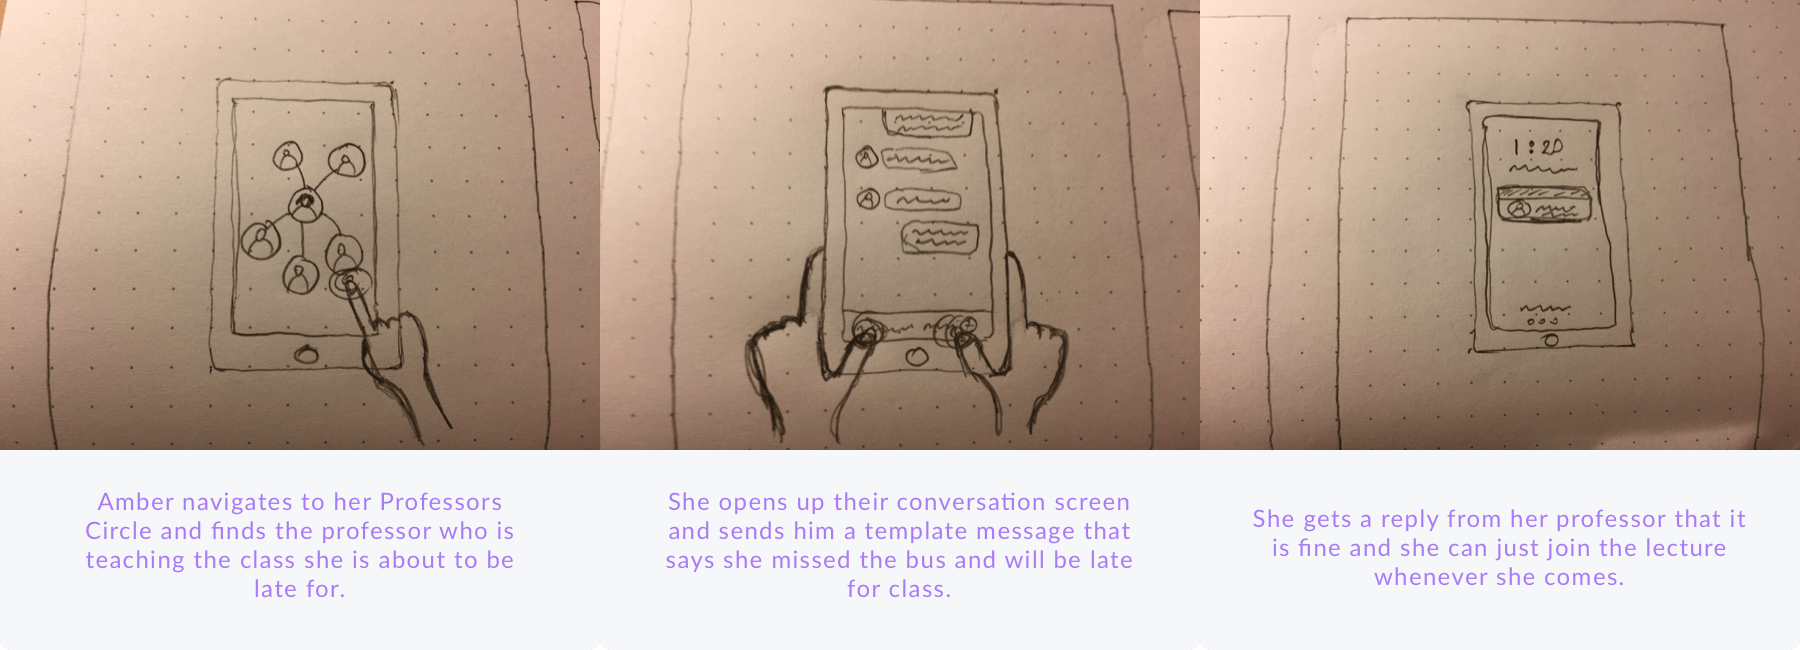 1:20
Amber navigates to her Professors
Circle and finds the professor who is
teaching the class she is about to be
late for.
She opens up their conversation screen
and sends him a template message that
says she missed the bus and will be late
for class.
She gets a reply from her professor that it
is fine and she can just join the lecture
whenever she comes.